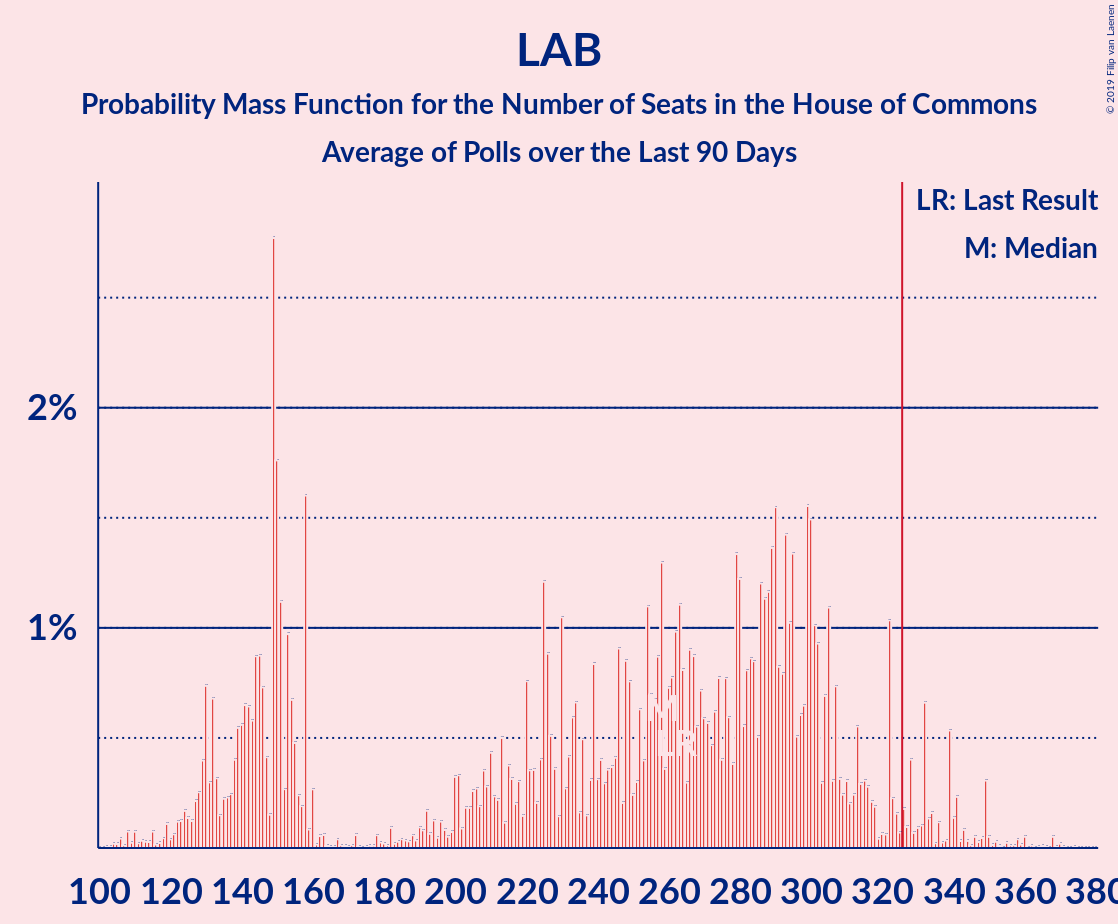 LAB
Probability Mass Function for the Number of Seats in the House of Commons
Average of Polls over the Last 90 Days
© 2019 Filip van Laenen
LR: Last Result
M: Median
2%
1%
M
LR
100 120 140 160 180 200 220 240 260 280 300 320 340 360 380